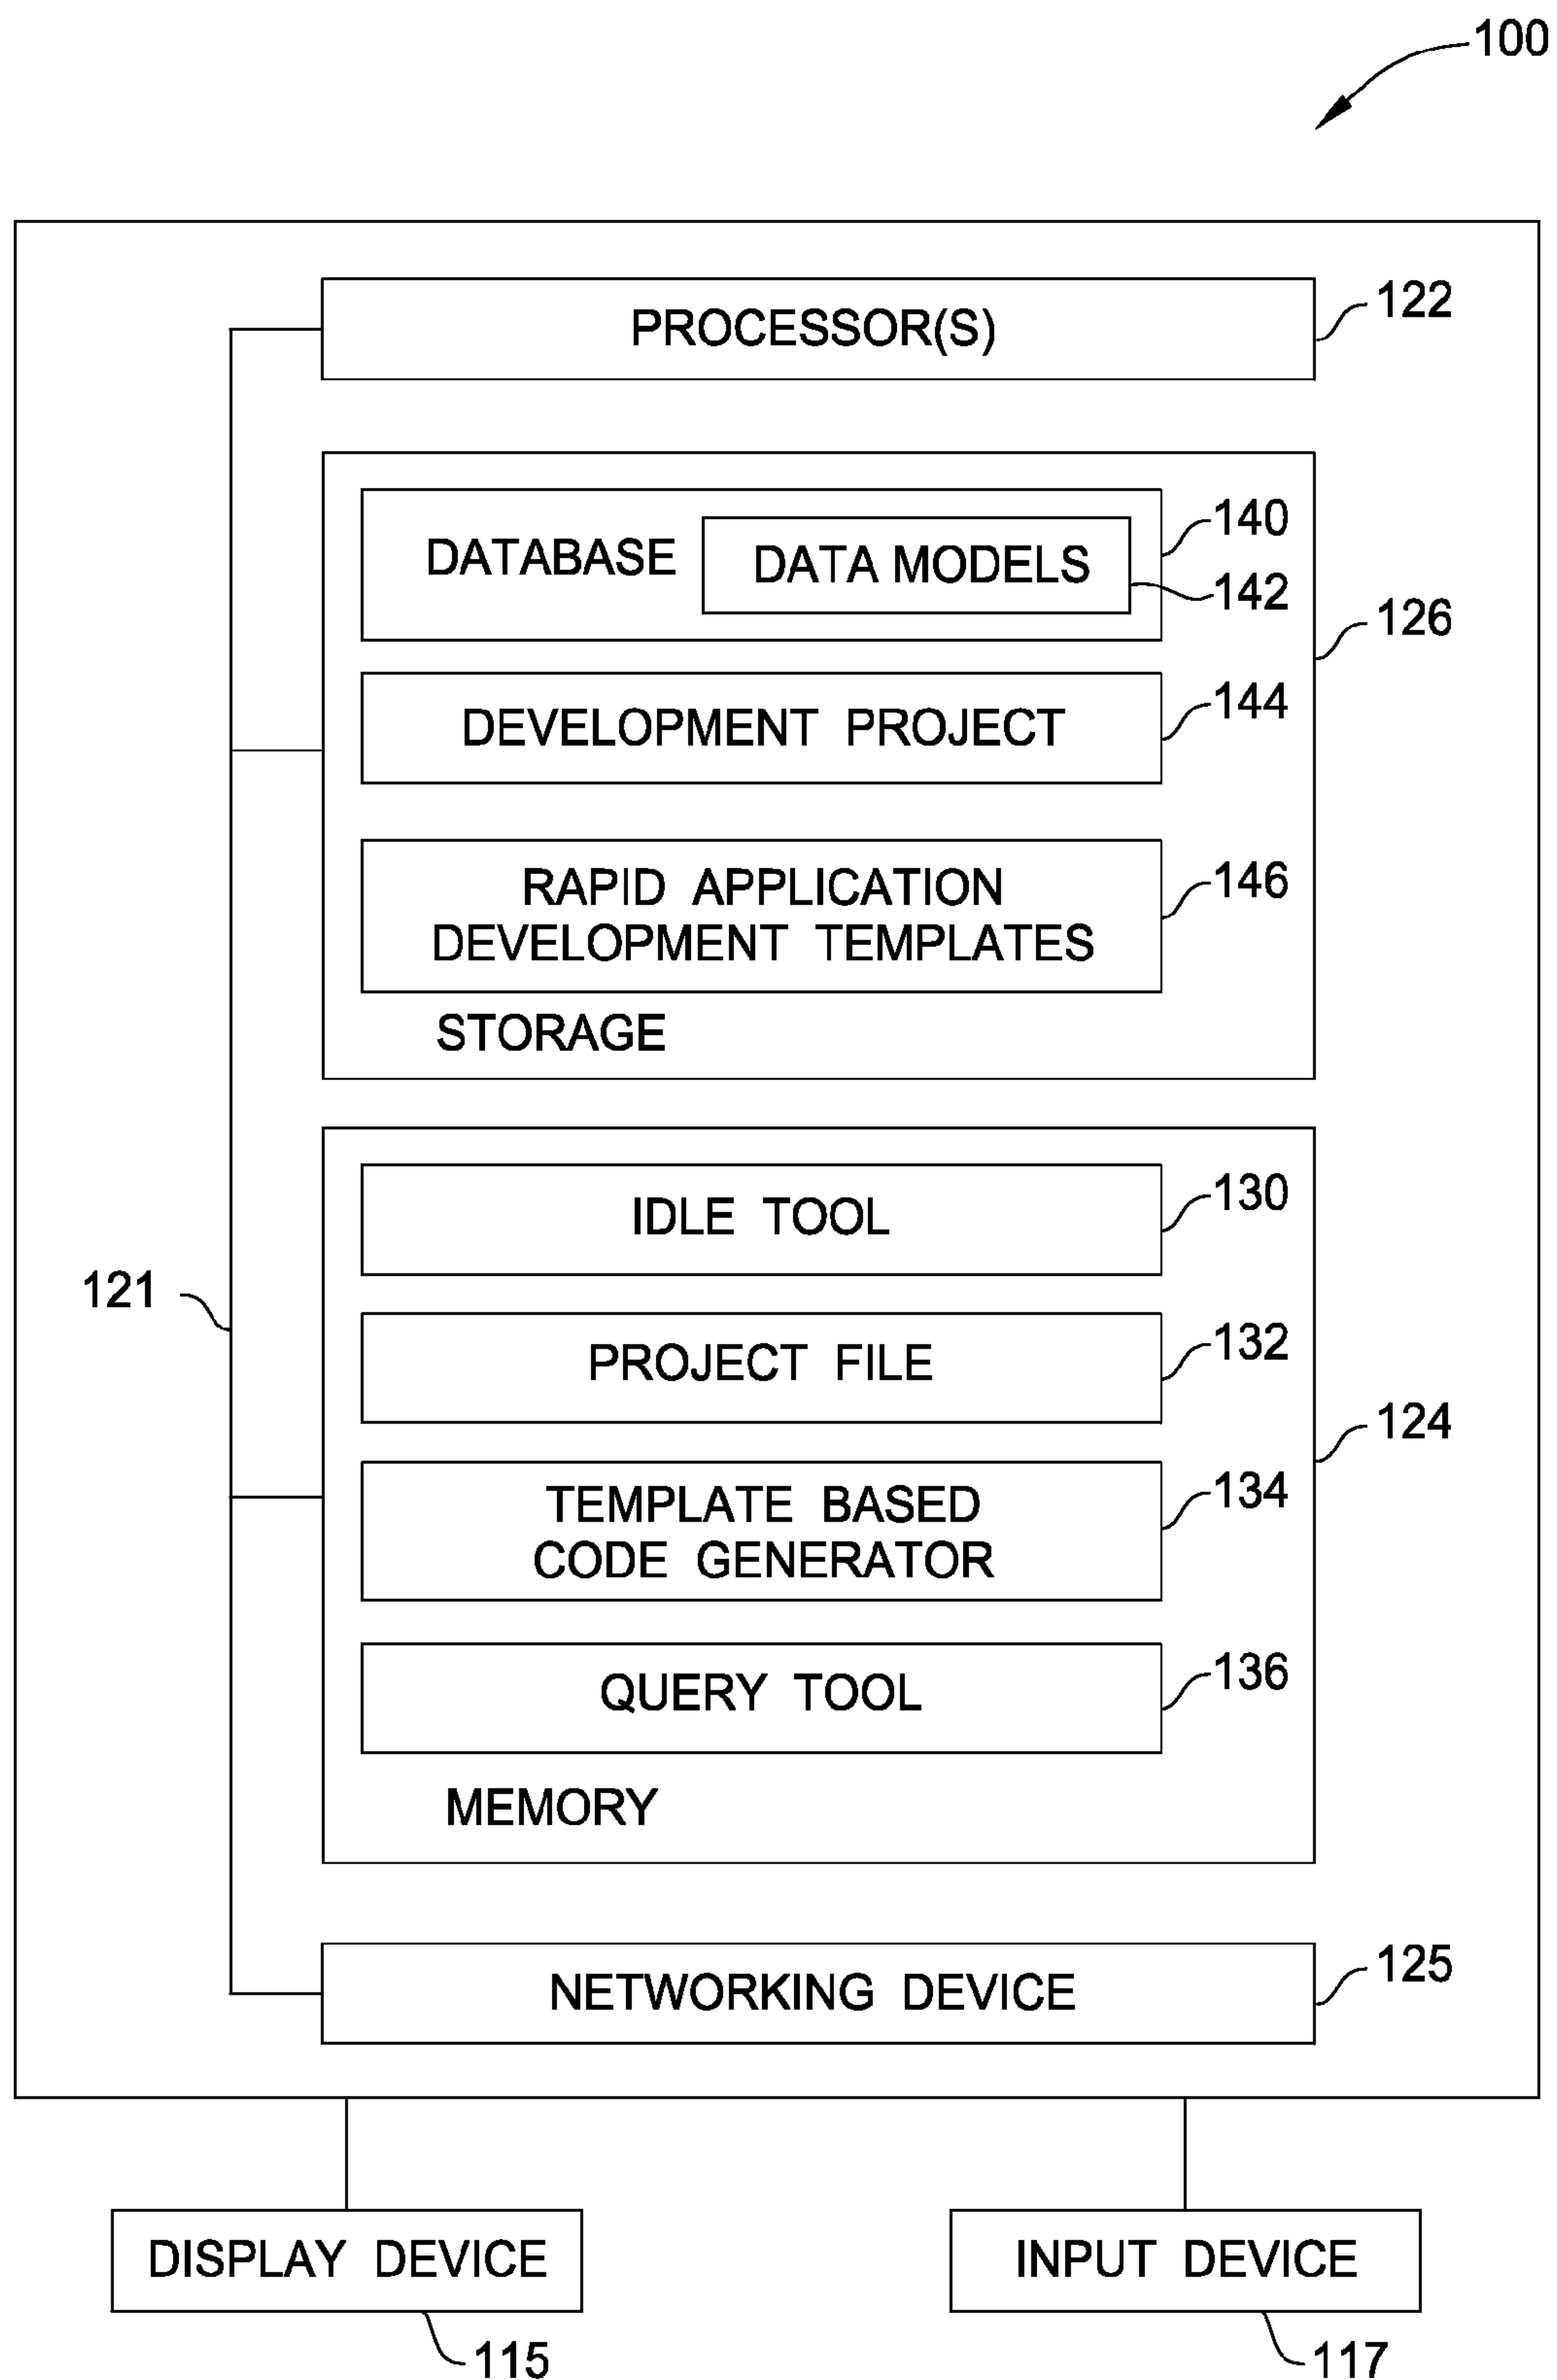 100
PROCESSOR(S)
122
DATABASE
DATA MODELS
140
142
126
DEVELOPMENT PROJECT
144
RAPID APPLICATION
DEVELOPMENT TEMPLATES
146
STORAGE
IDLE TOOL
130
121
PROJECT FILE
132
124
TEMPLATE BASED
CODE GENERATOR
134
QUERY TOOL
136
MEMORY
NETWORKING DEVICE
125
DISPLAY DEVICE
INPUT DEVICE
115
117